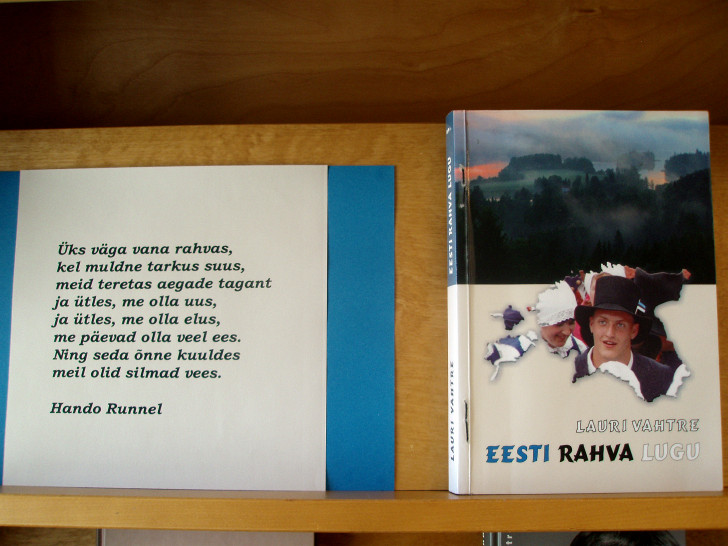 Üks väga vana rahvas,
kel muldne tarkus suus,
meid teretas aegade tagant
ja ütles, me olla uus,
ja ütles, me olla elus,
me päevad olla veel ees.
Ning seda õnne kuuldes
meil olid silmad vees.
Hando Runnel
LAURI VAHTRE EESTI RAHVA LUGU
LAURI VAHTRE
EESTI RAHVA LUGU